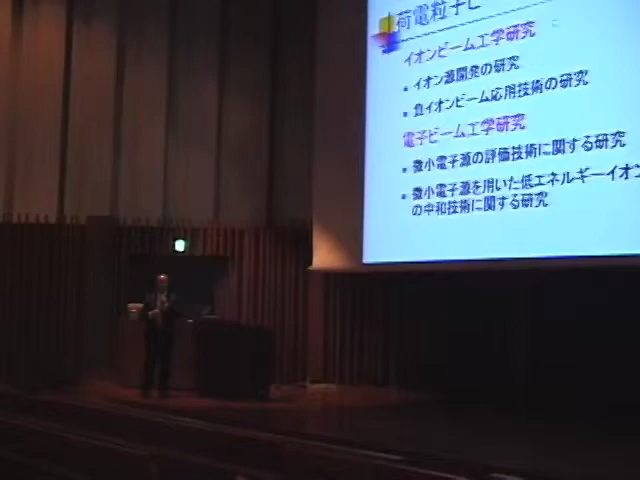 荷電粒子ビ
イオンビーム工学研究
イオン源開発の研究
負イオンビーム応用技術の研究
電子ビーム工学研究
微小電子源の評価技術に関する研究
微小電子源を用いた低エネルギーイオン
の中和技術に関する研究